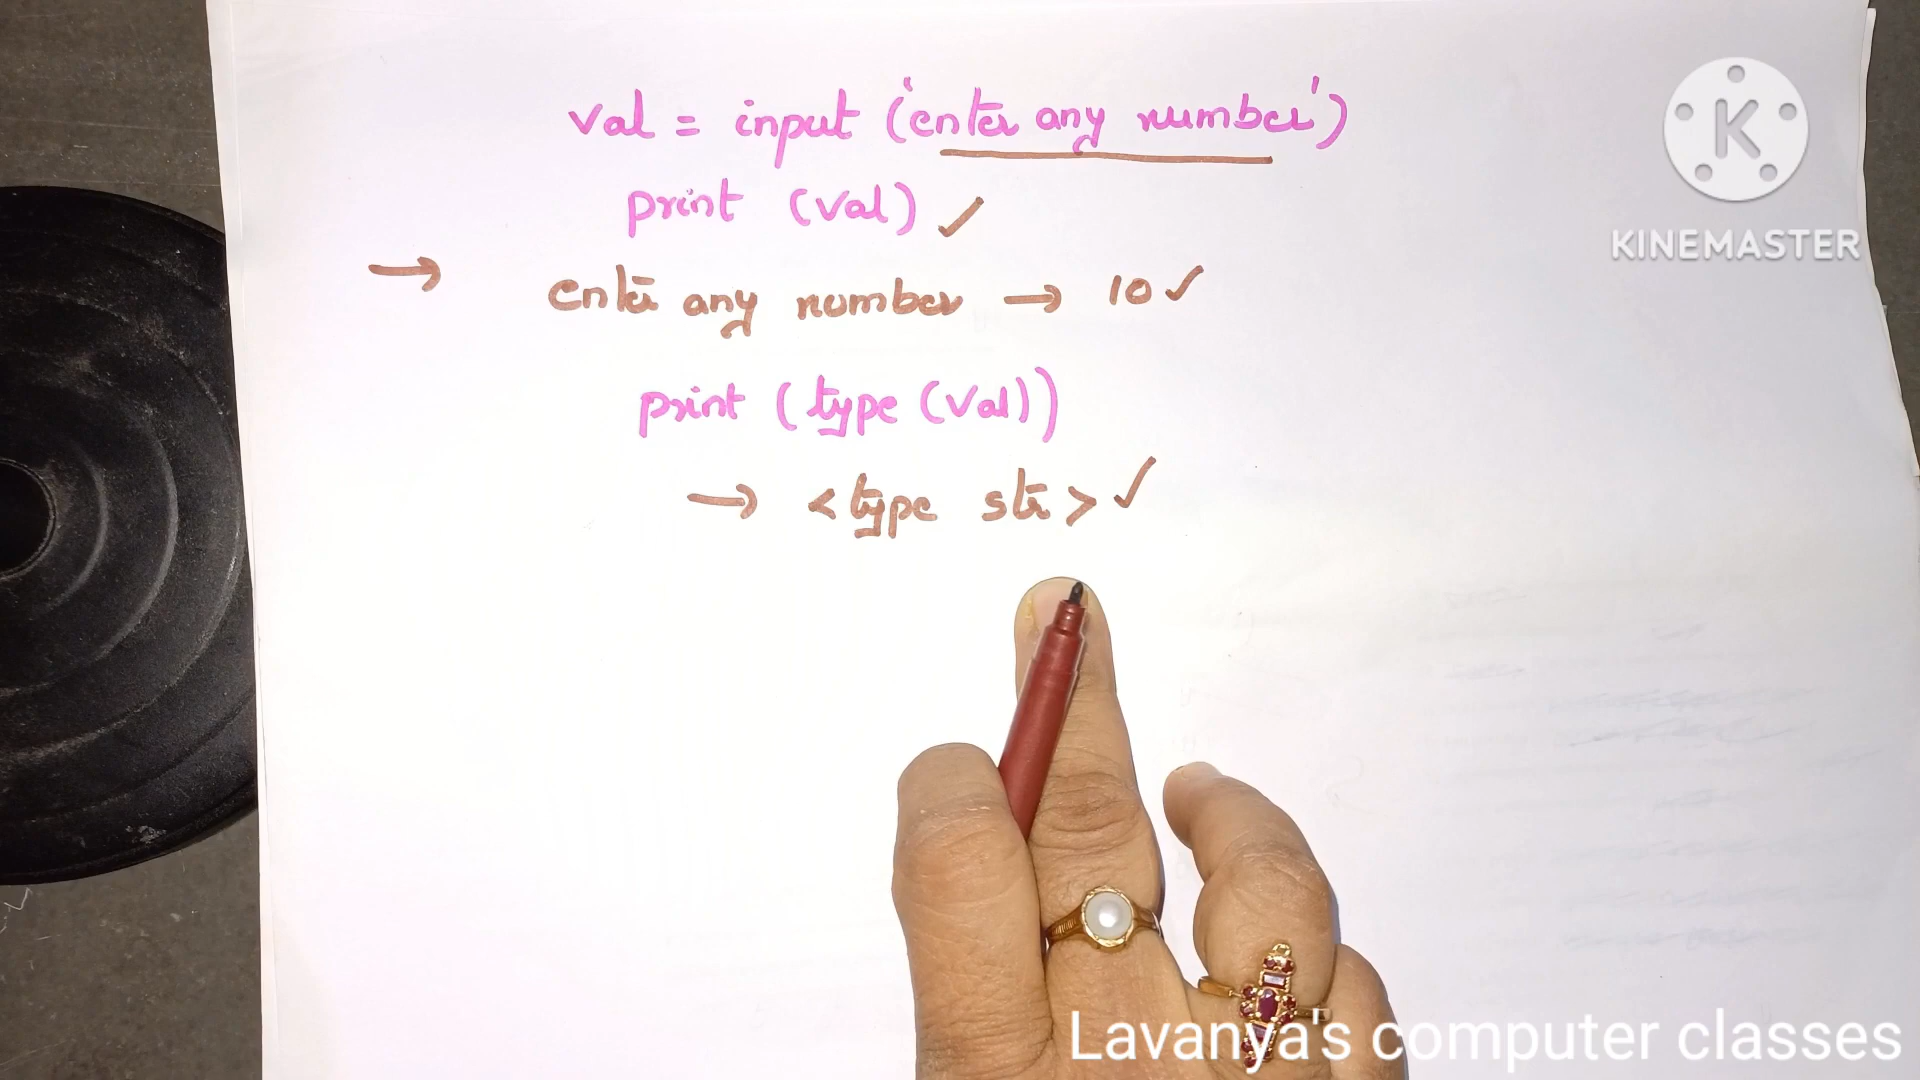 val = input ('enter any number')
print (val) ✓
→ enter any number → 10 ✓
print (type (val))
→ <type str> ✓
K
KINEMASTER
Lavanya's computer classes